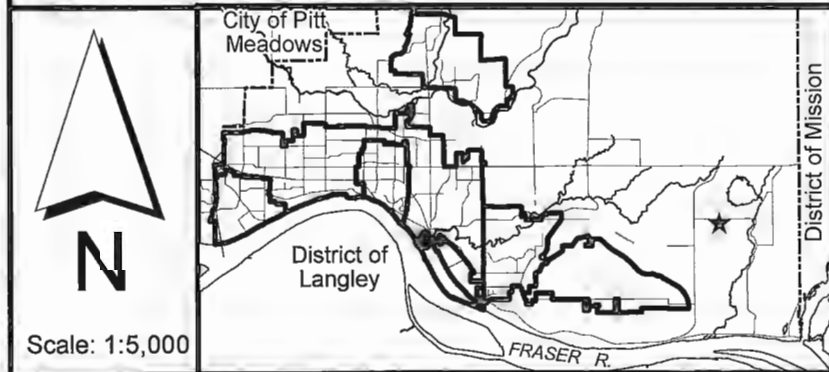 City of Pitt
Meadows
District of Mission
District of
Langley
N
Scale: 1:5,000
FRASER R.